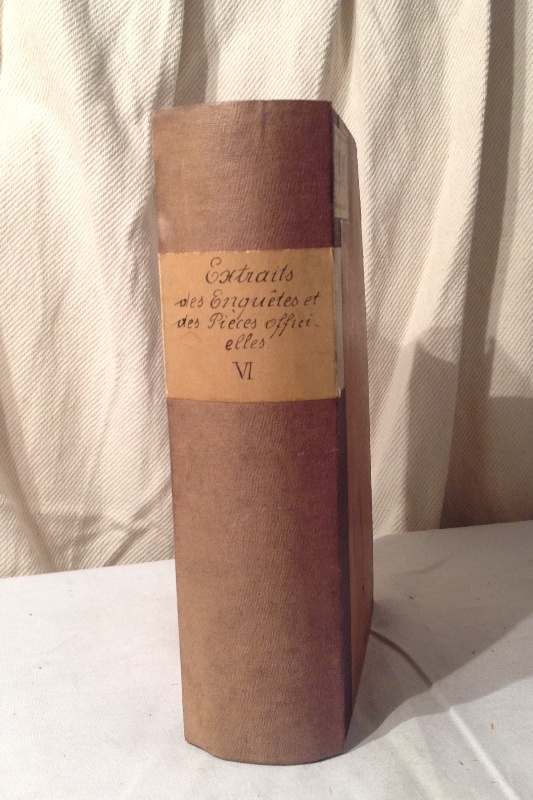 Extraits
des Enquêtes et
des Pièces offici-
elles
VI